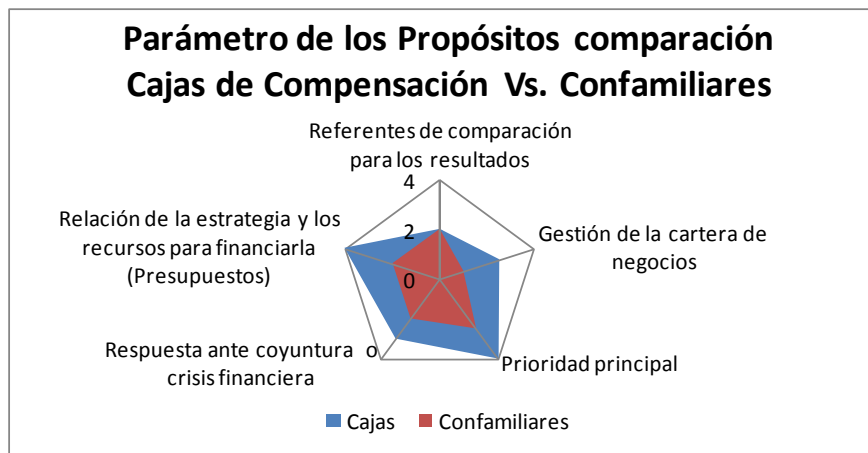 Parámetro de los Propósitos comparación
Cajas de Compensación Vs. Confamiliares
Referentes de comparación
para los resultados
4
2
0
Gestión de la cartera de
negocios
Relación de la estrategia y los
recursos para financiarla
(Presupuestos)
Respuesta ante coyuntura o
crisis financiera
Prioridad principal
Cajas
Confamiliares